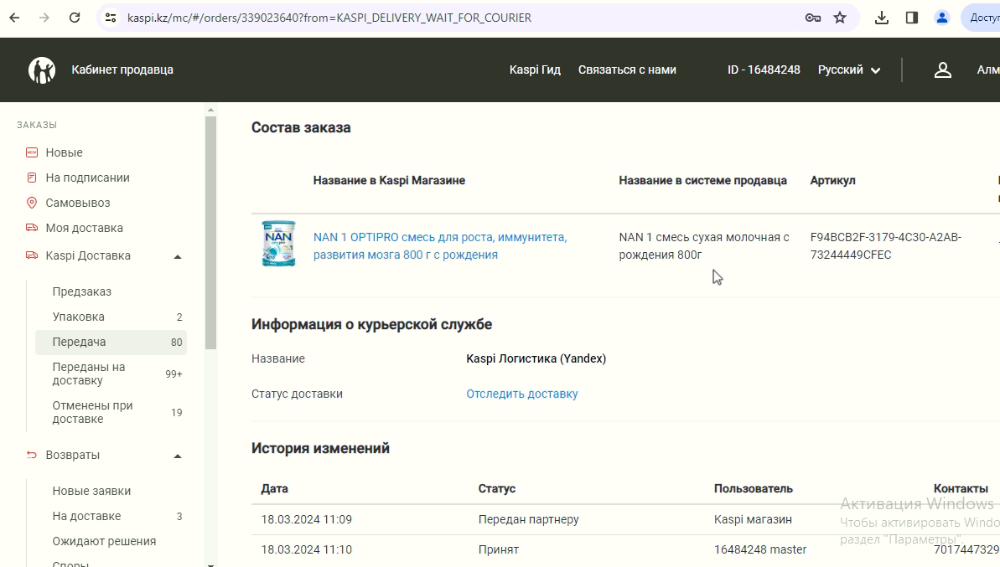 kaspi.kz/mc/#/orders/339023640?from=KASPI_DELIVERY_WAIT_FOR_COURIER
Кабинет продавца
Kaspi Гид
Связаться с нами
ID - 16484248
Русский
ЗАКАЗЫ
Новые
На подписании
Самовывоз
Моя доставка
Kaspi Доставка
Предзаказ
Упаковка 2
Передача 80
Переданы на
доставку 99+
Отменены при
доставке 19
Возвраты
Новые заявки
На доставке 3
Ожидают решения
Споры
Состав заказа
Название в Kaspi Магазине
Название в системе продавца
Артикул
NAN
NAN 1 OPTIPRO смесь для роста, иммунитета,
развития мозга 800 г с рождения
NAN 1 смесь сухая молочная с
рождения 800г
F94BCB2F-3179-4C30-A2AB-
73244449CFEC
Информация о курьерской службе
Название Kaspi Логистика (Yandex)
Статус доставки Отследить доставку
История изменений
Дата Статус Пользователь Контакты
18.03.2024 11:09 Передан партнеру Kaspi магазин
18.03.2024 11:10 Принят 16484248 master 7017447329
Активация Windows
Чтобы активировать Windo
раздел "Параметры".